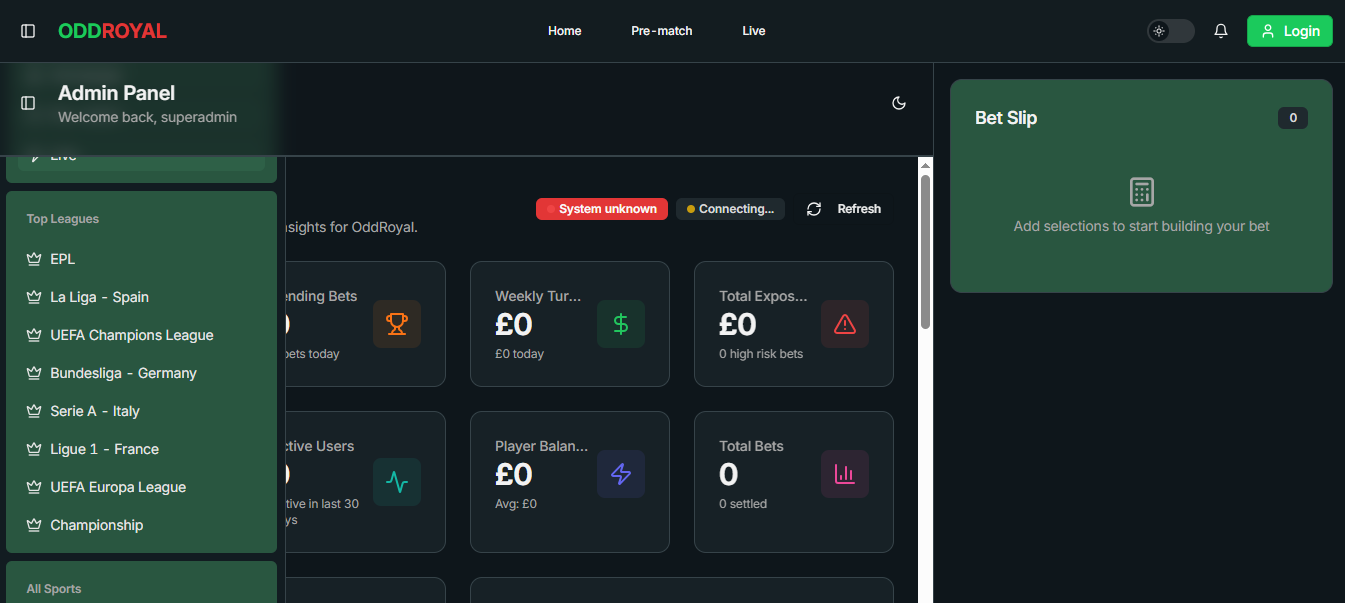 ODDROYAL
Home
Pre-match
Live
Login
Admin Panel
Welcome back, superadmin
Live
Top Leagues
EPL
La Liga - Spain
UEFA Champions League
Bundesliga - Germany
Serie A - Italy
Ligue 1 - France
UEFA Europa League
Championship
All Sports
System unknown
Connecting...
Refresh
nsights for OddRoyal.
ending Bets
bets today
Weekly Tur...
£0
£0 today
Total Expos...
£0
0 high risk bets
ctive Users
tive in last 30
ys
Player Balan...
£0
Avg: £0
Total Bets
0
0 settled
Bet Slip
0
Add selections to start building your bet